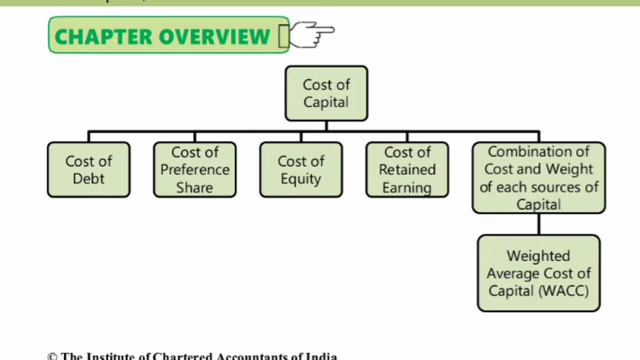 CHAPTER OVERVIEW
Cost of
Capital
Cost of
Debt
Cost of
Preference
Share
Cost of
Equity
Cost of
Retained
Earning
Combination of
Cost and Weight
of each sources of
Capital
Weighted
Average Cost of
Capital (WACC)
© The Institute of Chartered Accountants of India